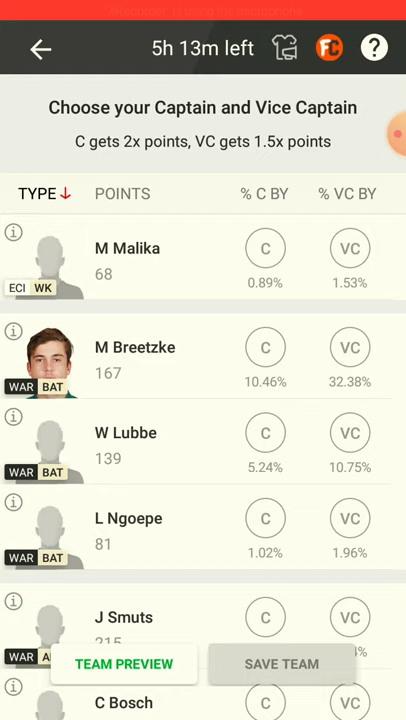 5h 13m left
FC
?
Choose your Captain and Vice Captain
C gets 2x points, VC gets 1.5x points
TYPE POINTS % C BY % VC BY
M Malika
68
C VC
0.89% 1.53%
ECI WK
M Breetzke
167
C VC
10.46% 32.38%
WAR BAT
W Lubbe
139
C VC
5.24% 10.75%
WAR BAT
L Ngoepe
81
C VC
1.02% 1.96%
WAR BAT
J Smuts
215
C VC
WAR
TEAM PREVIEW SAVE TEAM
C Bosch
C VC